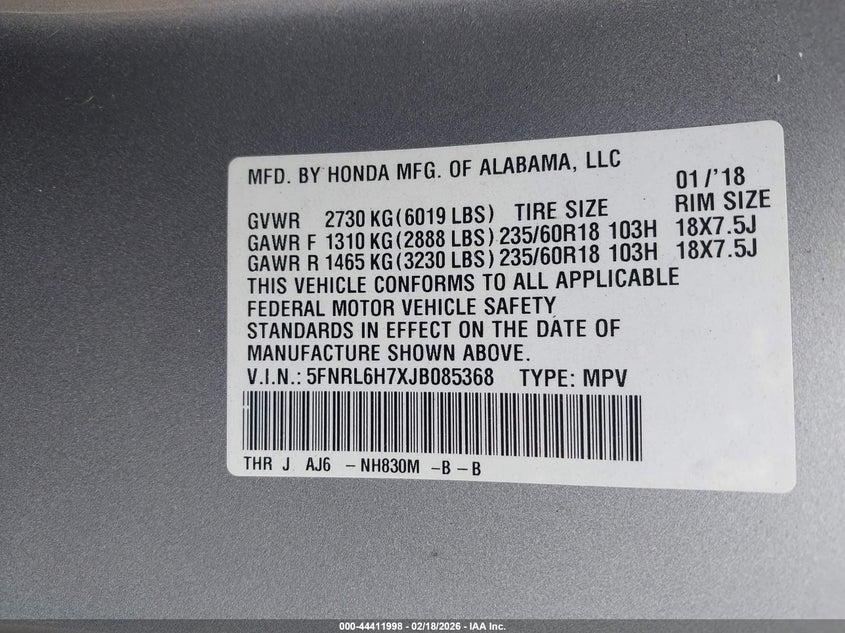 MFD. BY HONDA MFG. OF ALABAMA, LLC
01/'18
GVWR 2730 KG(6019 LBS) TIRE SIZE RIM SIZE
GAWR F 1310 KG(2888 LBS) 235/60R18 103H 18X7.5J
GAWR R 1465 KG(3230 LBS) 235/60R18 103H 18X7.5J
THIS VEHICLE CONFORMS TO ALL APPLICABLE
FEDERAL MOTOR VEHICLE SAFETY
STANDARDS IN EFFECT ON THE DATE OF
MANUFACTURE SHOWN ABOVE.
V.I.N.: 5FNRL6H7XJB085368 TYPE: MPV
THR J AJ6 - NH830M - B - B
000-44411998 - 02/18/2026 - IAA Inc.